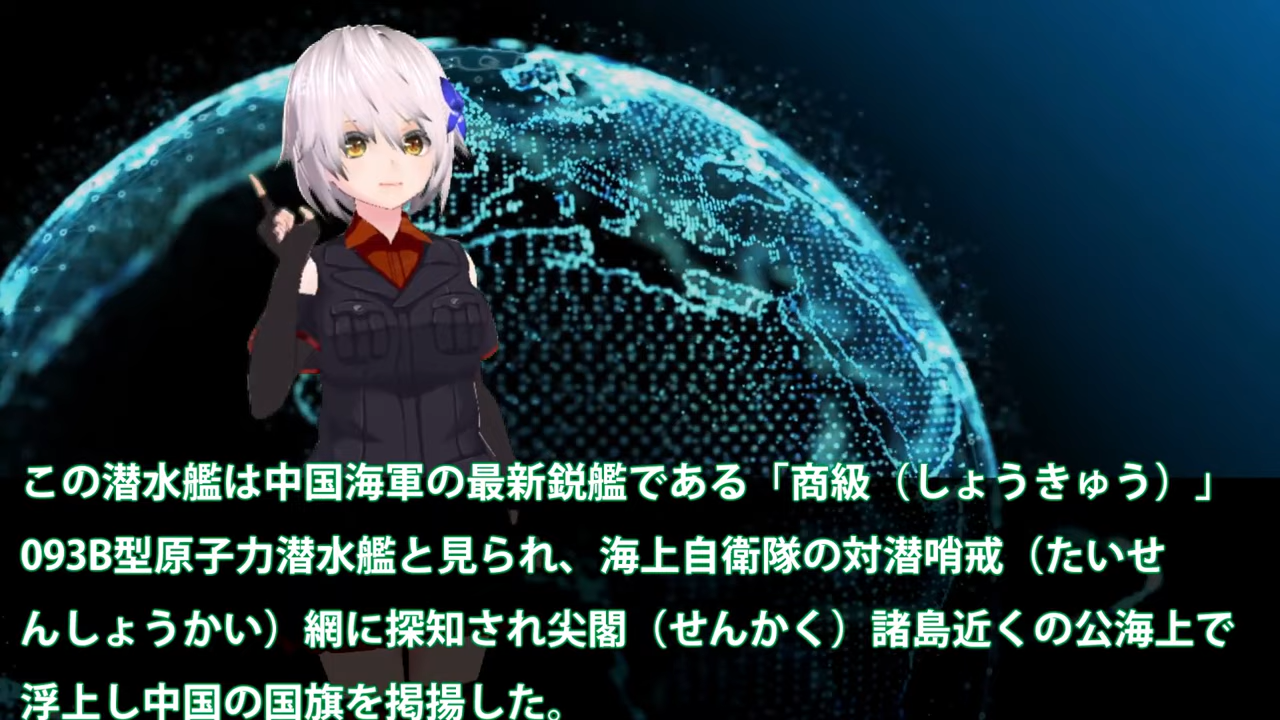 この潜水艦は中国海軍の最新鋭艦である「商級（しょうきゅう）」
093B型原子力潜水艦と見られ、海上自衛隊の対潜哨戒（たいせ
んしょうかい）網に探知され尖閣（せんかく）諸島近くの公海上で
浮上し中国の国旗を掲揚した。